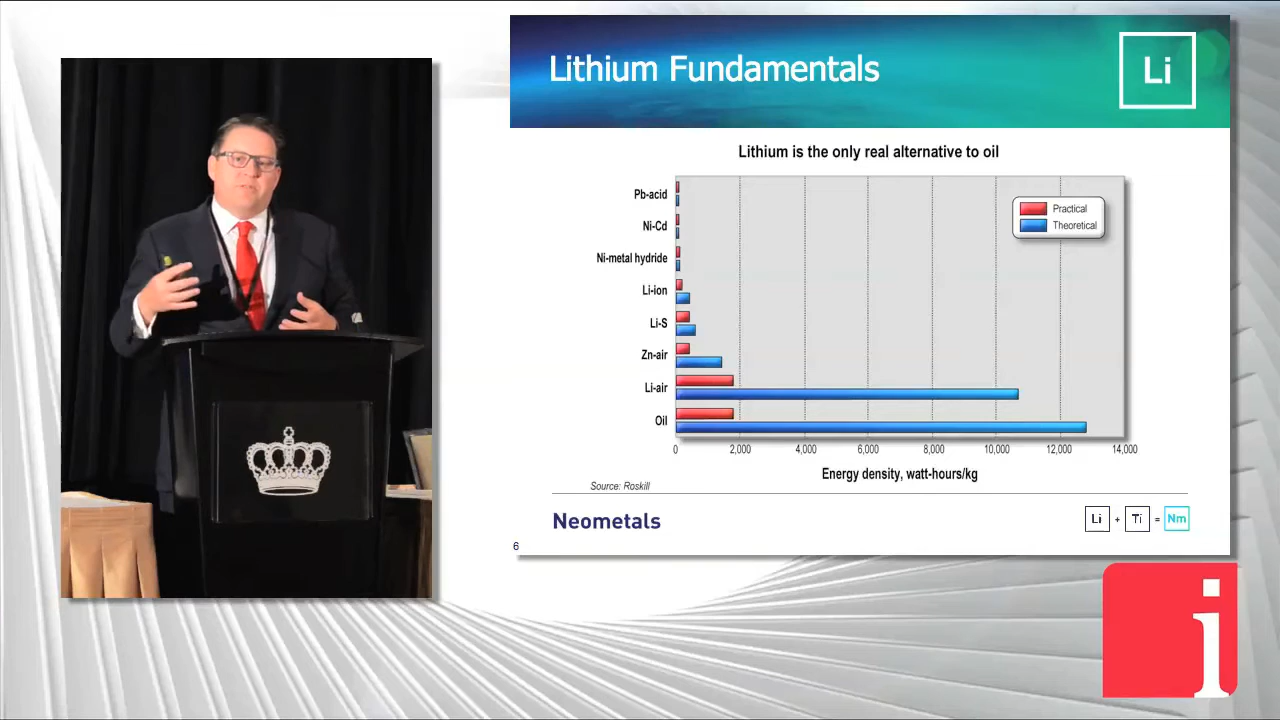 Lithium Fundamentals
Li
Lithium is the only real alternative to oil
Practical
Theoretical
Pb-acid
Ni-Cd
Ni-metal hydride
Li-ion
Li-S
Zn-air
Li-air
Oil
0 2,000 4,000 6,000 8,000 10,000 12,000 14,000
Energy density, watt-hours/kg
Source: Roskill
Neometals
Li + Ti = Nm
6
i